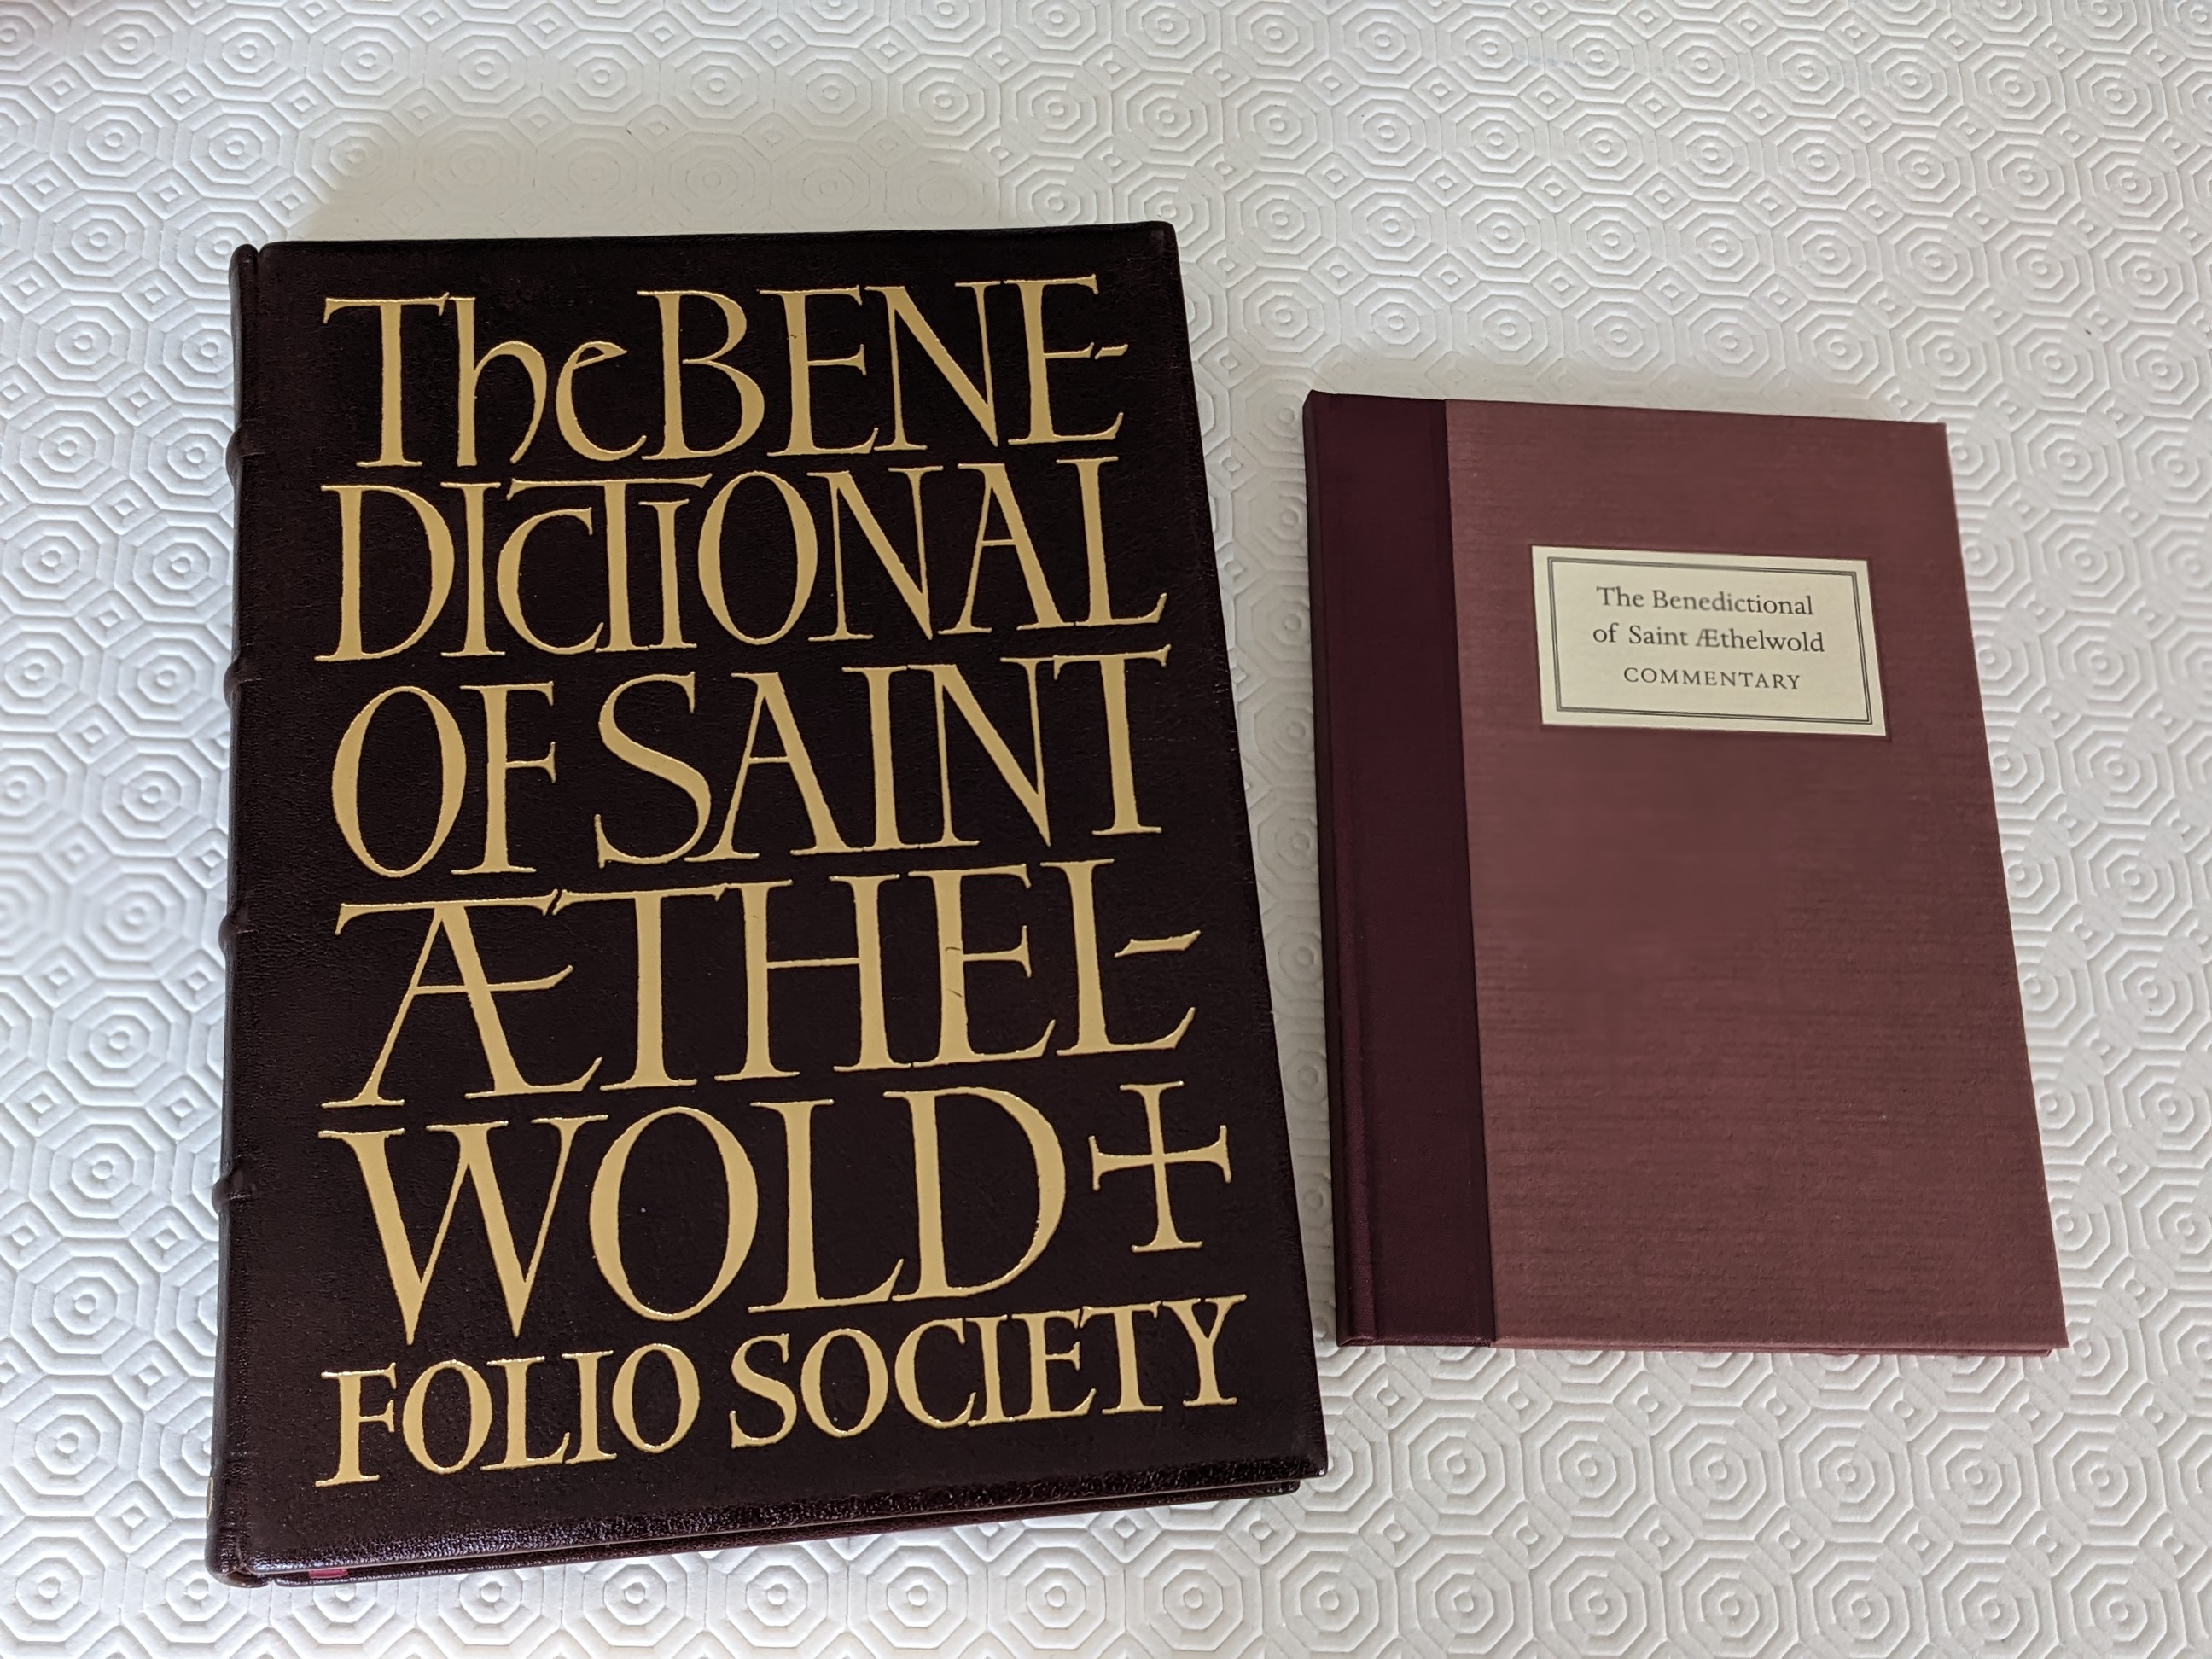 The BENE-
DICTIONAL
OF SAINT
ÆTHEL-
WOLD +
FOLIO SOCIETY
The Benedictional
of Saint Æthelwold
COMMENTARY